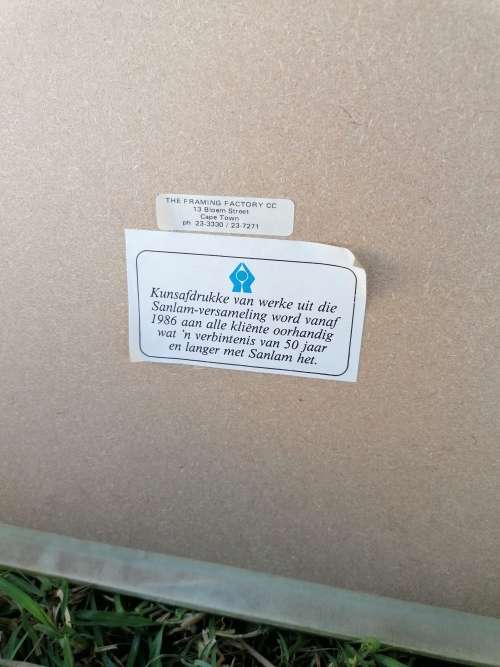 THE FRAMING FACTORY CC
13 Bloem Street
Cape Town
ph 23-3330 / 23-7271
Kunsafdrukke van werke uit die
Sanlam-versameling word vanaf
1986 aan alle kliënte oorhandig
wat 'n verbintenis van 50 jaar
en langer met Sanlam het.